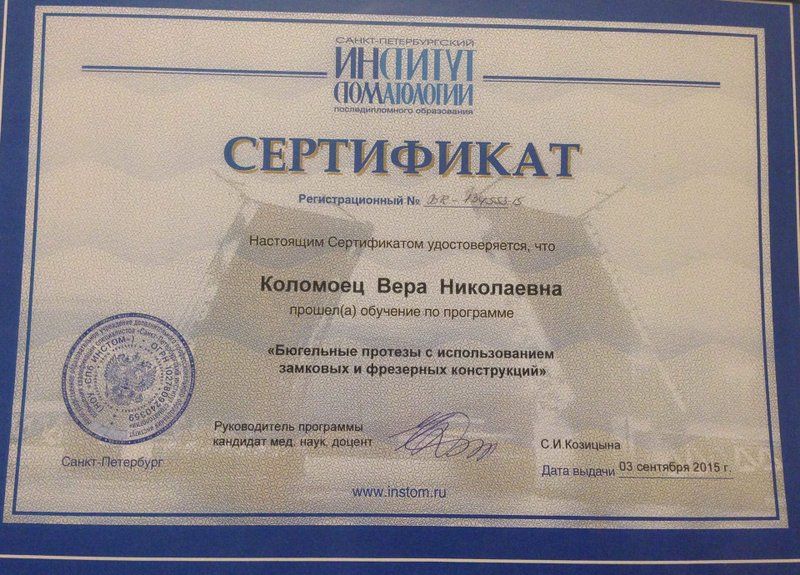 САНКТ-ПЕТЕРБУРГСКИЙ
ИНСТИТУТ
СТОМАТОЛОГИИ
последипломного образования
СЕРТИФИКАТ
Регистрационный №
Настоящим Сертификатом удостоверяется, что
Коломоец Вера Николаевна
прошел(а) обучение по программе
«Бюгельные протезы с использованием
замковых и фрезерных конструкций»
Руководитель программы
кандидат мед. наук, доцент
С.И.Козицына
Санкт-Петербург
Дата выдачи 03 сентября 2015 г.
www.instom.ru